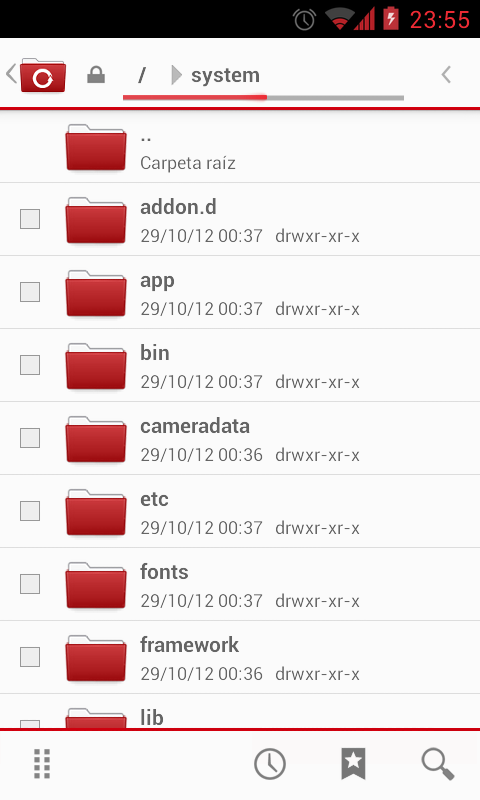 23:55
/ system
..
Carpeta raíz
addon.d
29/10/12 00:37 drwxr-xr-x
app
29/10/12 00:37 drwxr-xr-x
bin
29/10/12 00:37 drwxr-xr-x
cameradata
29/10/12 00:36 drwxr-xr-x
etc
29/10/12 00:37 drwxr-xr-x
fonts
29/10/12 00:37 drwxr-xr-x
framework
29/10/12 00:36 drwxr-xr-x
lib